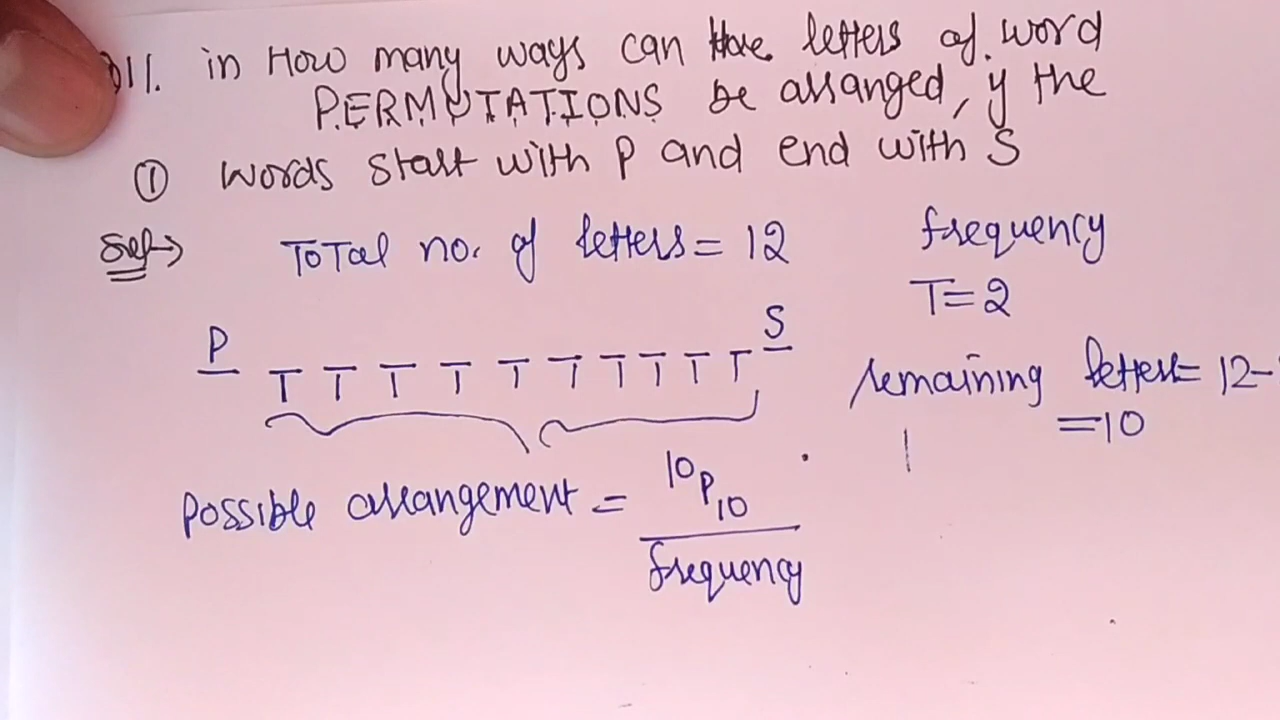 Q11. in How many ways can the letters of word
PERMUTATIONS be arranged, if the
① words start with P and end with S
Sol→
Total no. of letters = 12
frequency
T=2
P T T T T T T T T T T S
remaining letters = 12-
=10
possible arrangement = ¹⁰P₁₀
frequency